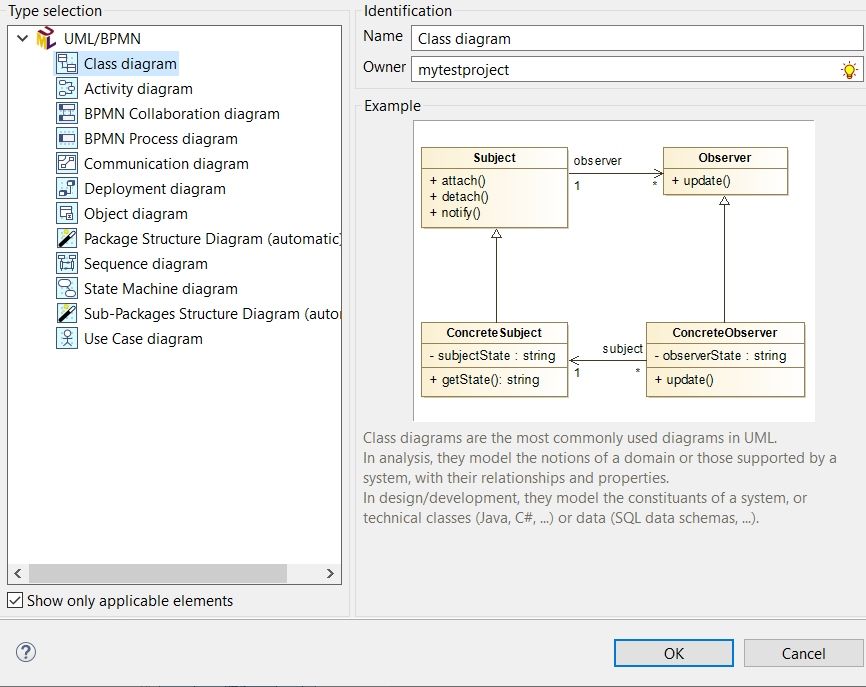 Type selection
UML/BPMN
Class diagram
Activity diagram
BPMN Collaboration diagram
BPMN Process diagram
Communication diagram
Deployment diagram
Object diagram
Package Structure Diagram (automatic)
Sequence diagram
State Machine diagram
Sub-Packages Structure Diagram (autor
Use Case diagram
Show only applicable elements
Identification
Name Class diagram
Owner mytestproject
Example
Subject
+ attach()
+ detach()
+ notify()
observer
1 *
Observer
+ update()
ConcreteSubject
- subjectState : string
+ getState(): string
subject
1 *
ConcreteObserver
- observerState : string
+ update()
Class diagrams are the most commonly used diagrams in UML.
In analysis, they model the notions of a domain or those supported by a
system, with their relationships and properties.
In design/development, they model the constituants of a system, or
technical classes (Java, C#, ...) or data (SQL data schemas, ...).
?
OK Cancel